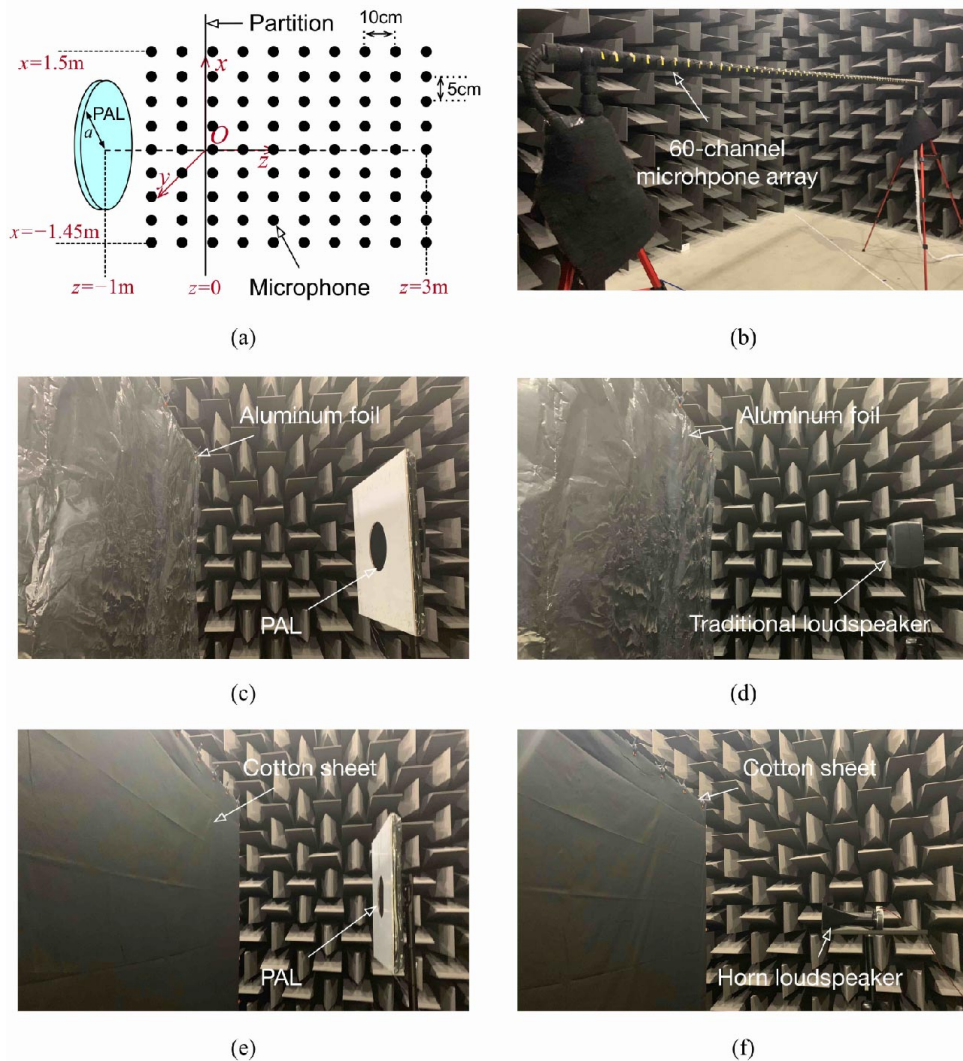 Partition
10cm
x=1.5m
x
5cm
PAL
a
O
z
y
x=−1.45m
z=−1m
z=0
Microphone
z=3m
(a)
60-channel
microhpone array
(b)
Aluminum foil
PAL
(c)
Aluminum foil
Traditional loudspeaker
(d)
Cotton sheet
PAL
(e)
Cotton sheet
Horn loudspeaker
(f)